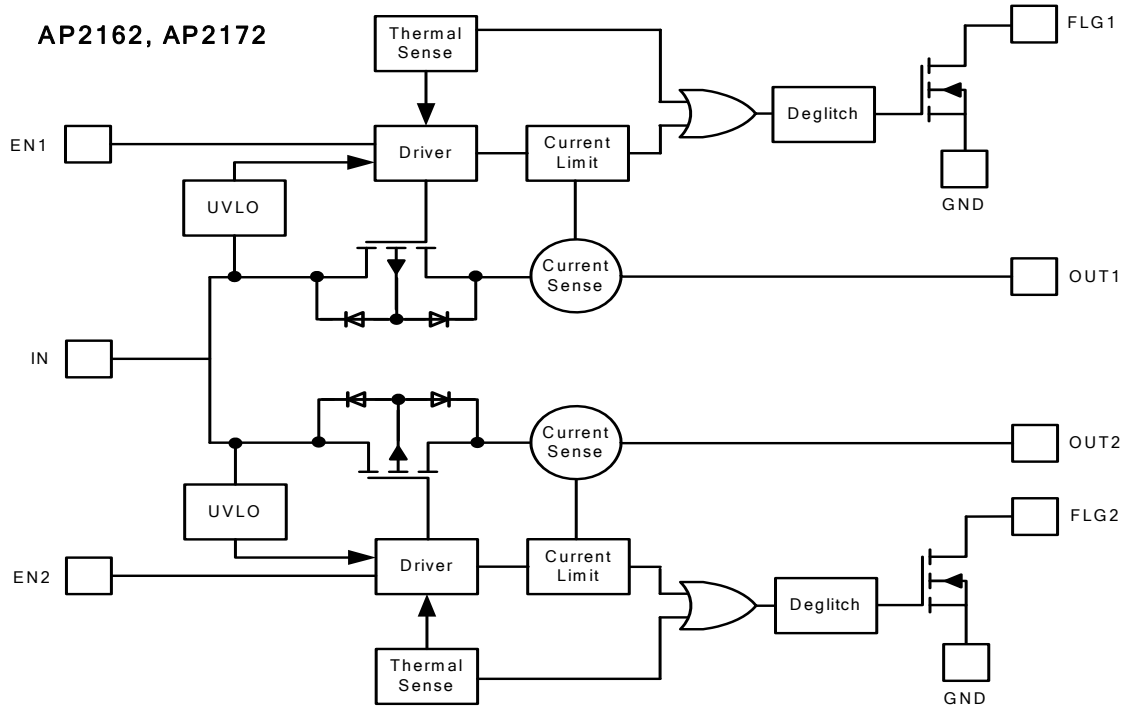 AP2162, AP2172
Thermal
Sense
FLG1
EN1
Driver
Current
Limit
Deglitch
UVLO
GND
Current
Sense
OUT1
IN
Current
Sense
OUT2
UVLO
FLG2
EN2
Driver
Current
Limit
Deglitch
Thermal
Sense
GND